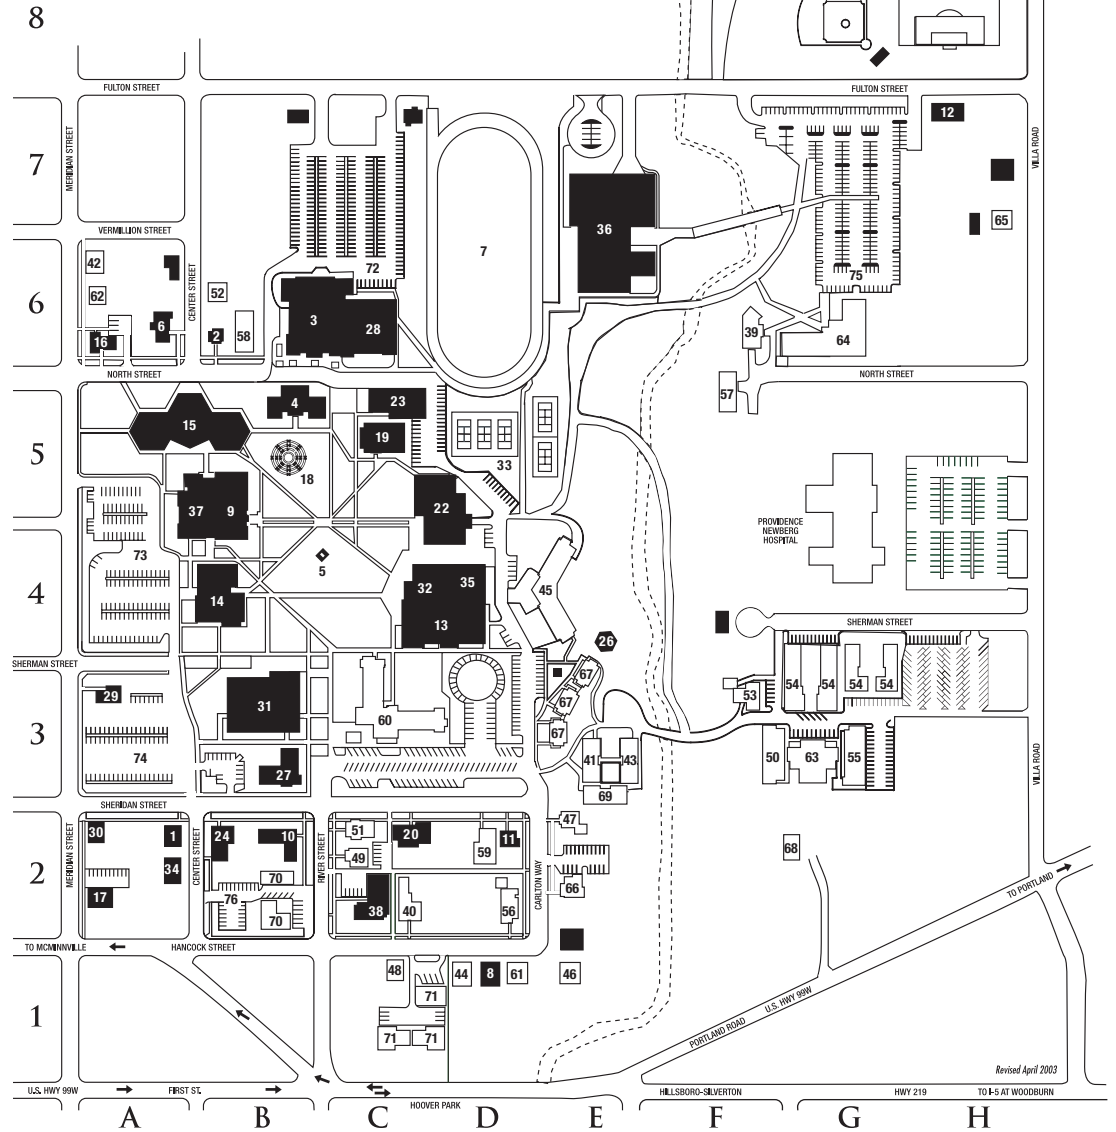 8
FULTON STREET
FULTON STREET
12
7
MERIDIAN STREET
VILLA ROAD
36
65
7
VERMILLION STREET
42
72
75
CENTER STREET
6
62
52
6
3
28
39
16
2
58
64
NORTH STREET
NORTH STREET
57
4
23
15
19
5
18
33
37
9
22
PROVIDENCE
NEWBERG
HOSPITAL
73
5
4
32
35
45
14
13
SHERMAN STREET
26
SHERMAN STREET
67
54
54
54
54
29
53
67
31
60
3
67
74
41
43
50
63
55
27
VILLA ROAD
69
SHERIDAN STREET
30
1
24
10
51
20
11
47
MERIDIAN STREET
CENTER STREET
RIVER STREET
49
59
68
2
34
70
CARLTON WAY
66
17
76
38
40
56
TO PORTLAND
70
TO MCMINNVILLE
HANCOCK STREET
48
44
8
61
46
71
U.S. HWY 99W
1
PORTLAND ROAD
71
71
Revised April 2003
U.S. HWY 99W
FIRST ST.
HILLSBORO-SILVERTON
HWY 219
TO I-5 AT WOODBURN
HOOVER PARK
A
B
C
D
E
F
G
H